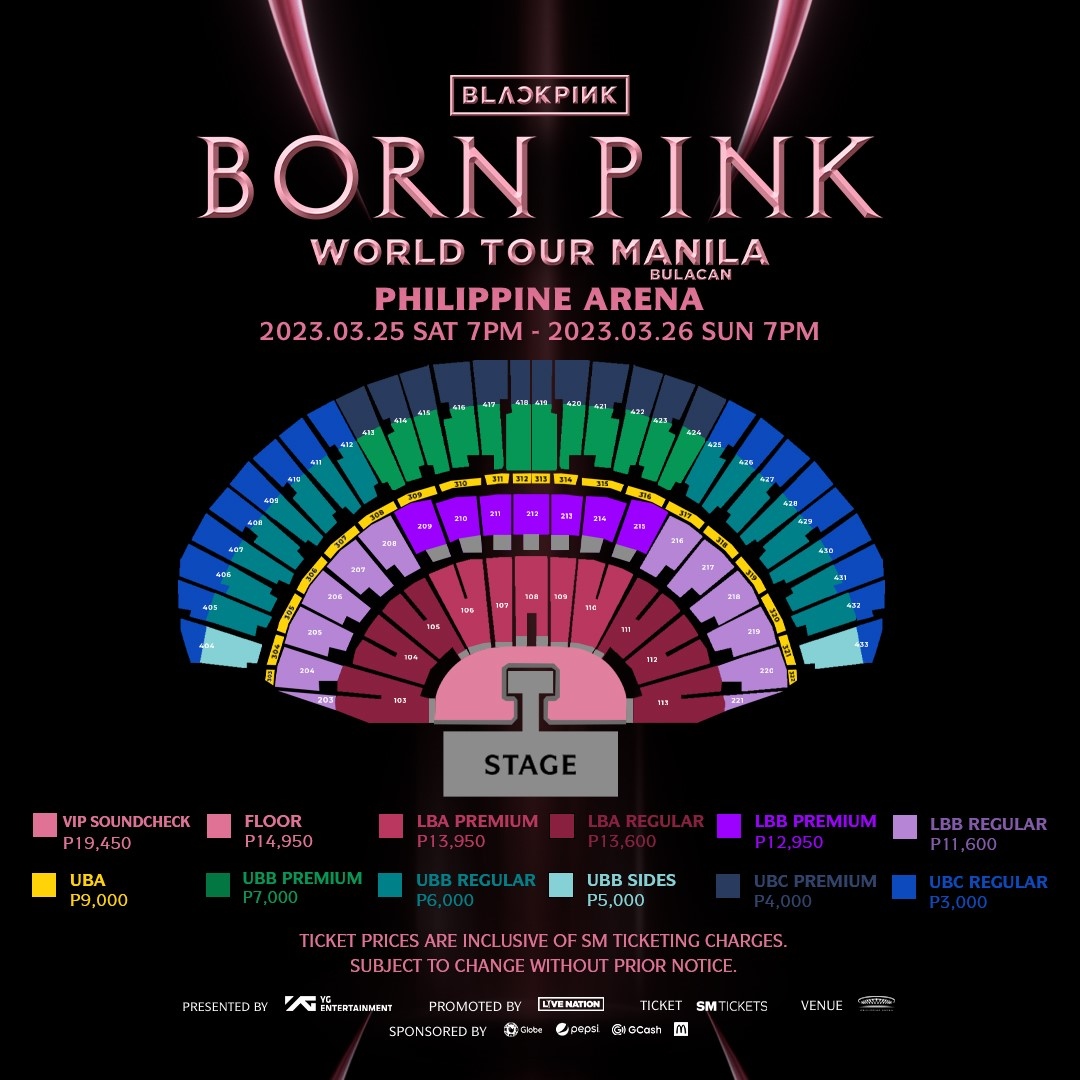 BLACKPINK
BORN PINK
WORLD TOUR MANILA
BULACAN
PHILIPPINE ARENA
2023.03.25 SAT 7PM - 2023.03.26 SUN 7PM
404 405 406 407 408 409 410 411 412 413 414 415 416 417 418 419 420 421 422 423 424 425 426 427 428 429 430 431 432 433
303 304 305 306 307 308 309 310 311 312 313 314 315 316 317 318 319 320 321 322
203 204 205 206 207 208 209 210 211 212 213 214 215 216 217 218 219 220 221
103 104 105 106 107 108 109 110 111 112 113
STAGE
VIP SOUNDCHECK FLOOR LBA PREMIUM LBA REGULAR LBB PREMIUM LBB REGULAR
P19,450 P14,950 P13,950 P13,600 P12,950 P11,600
UBA UBB PREMIUM UBB REGULAR UBB SIDES UBC PREMIUM UBC REGULAR
P9,000 P7,000 P6,000 P5,000 P4,000 P3,000
TICKET PRICES ARE INCLUSIVE OF SM TICKETING CHARGES.
SUBJECT TO CHANGE WITHOUT PRIOR NOTICE.
PRESENTED BY YG ENTERTAINMENT PROMOTED BY LIVE NATION TICKET SMTICKETS VENUE
SPONSORED BY Globe pepsi GCash